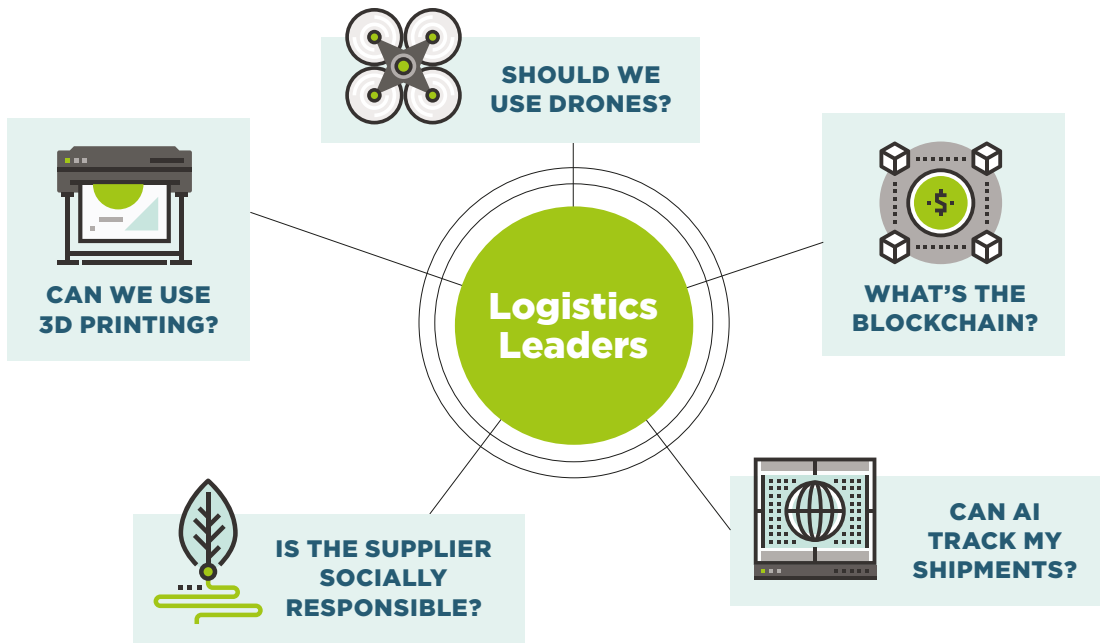 SHOULD WE
USE DRONES?
CAN WE USE
3D PRINTING?
$
WHAT'S THE
BLOCKCHAIN?
Logistics
Leaders
IS THE SUPPLIER
SOCIALLY
RESPONSIBLE?
CAN AI
TRACK MY
SHIPMENTS?